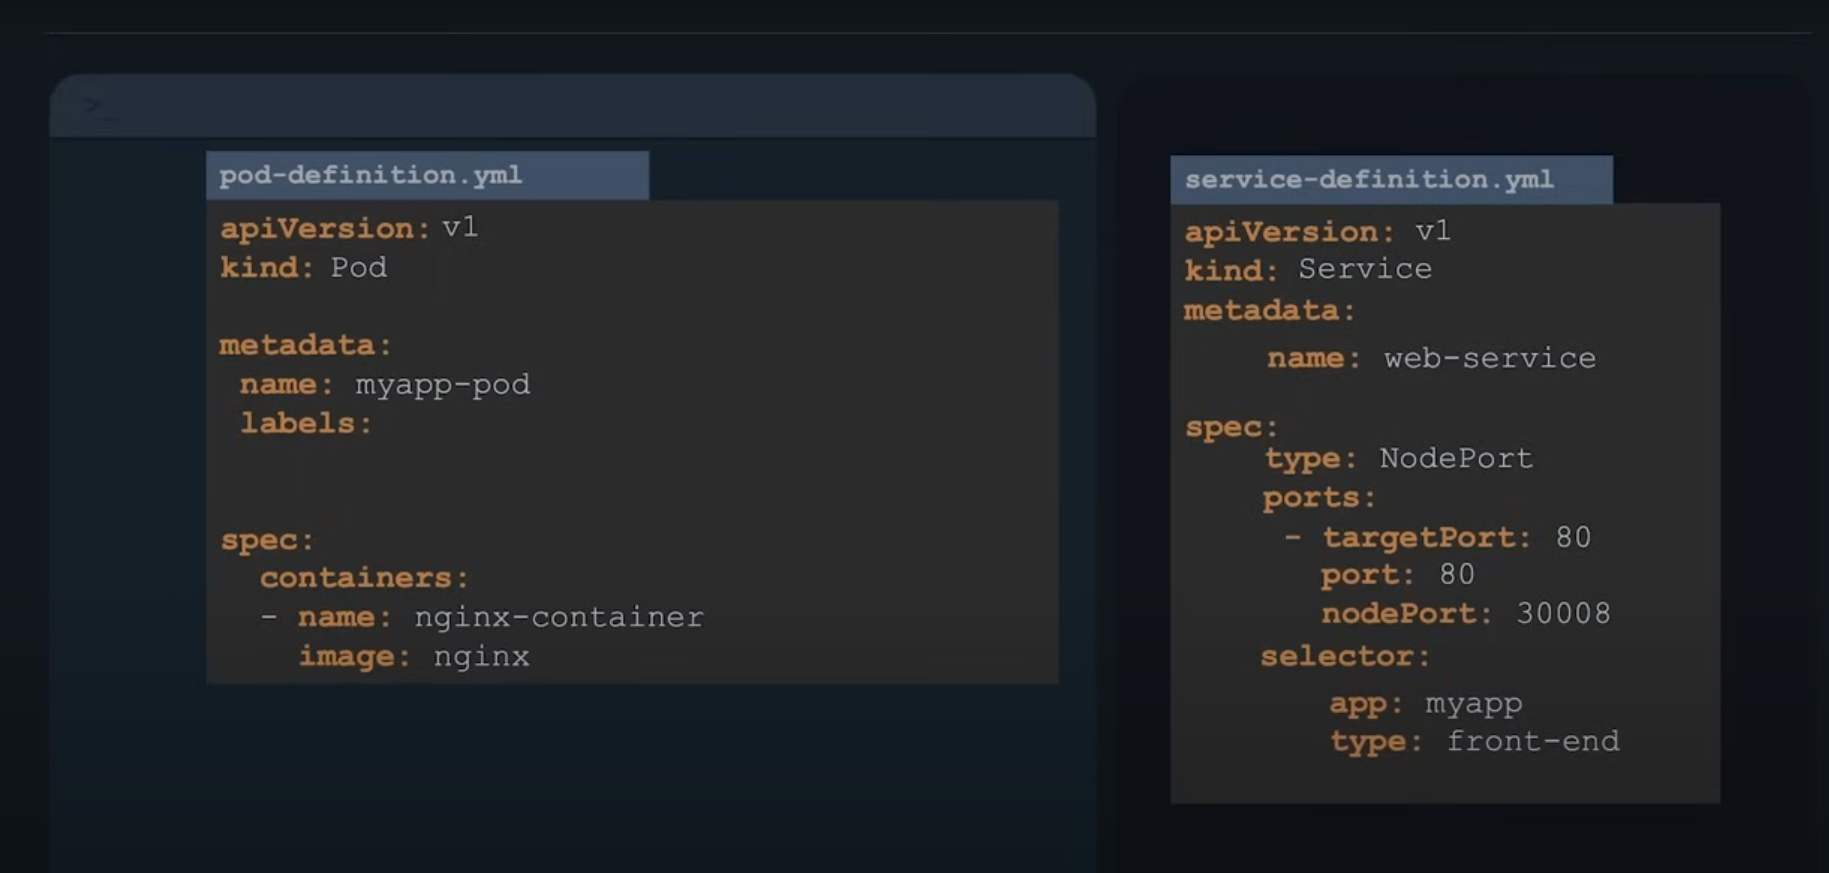 >_
pod-definition.yml
apiVersion: v1
kind: Pod
metadata:
name: myapp-pod
labels:
spec:
containers:
- name: nginx-container
image: nginx
service-definition.yml
apiVersion: v1
kind: Service
metadata:
name: web-service
spec:
type: NodePort
ports:
- targetPort: 80
port: 80
nodePort: 30008
selector:
app: myapp
type: front-end